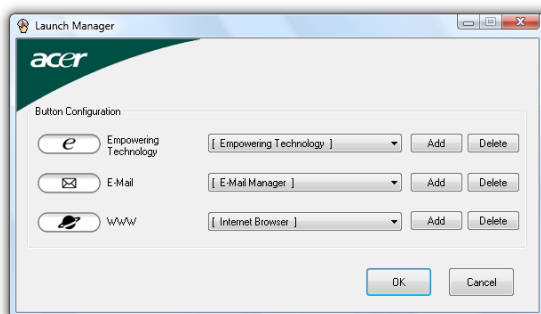 Launch Manager
acer
Button Configuration
e Empowering Technology [ Empowering Technology ] Add Delete
E-Mail [ E-Mail Manager ] Add Delete
WWW [ Internet Browser ] Add Delete
OK Cancel